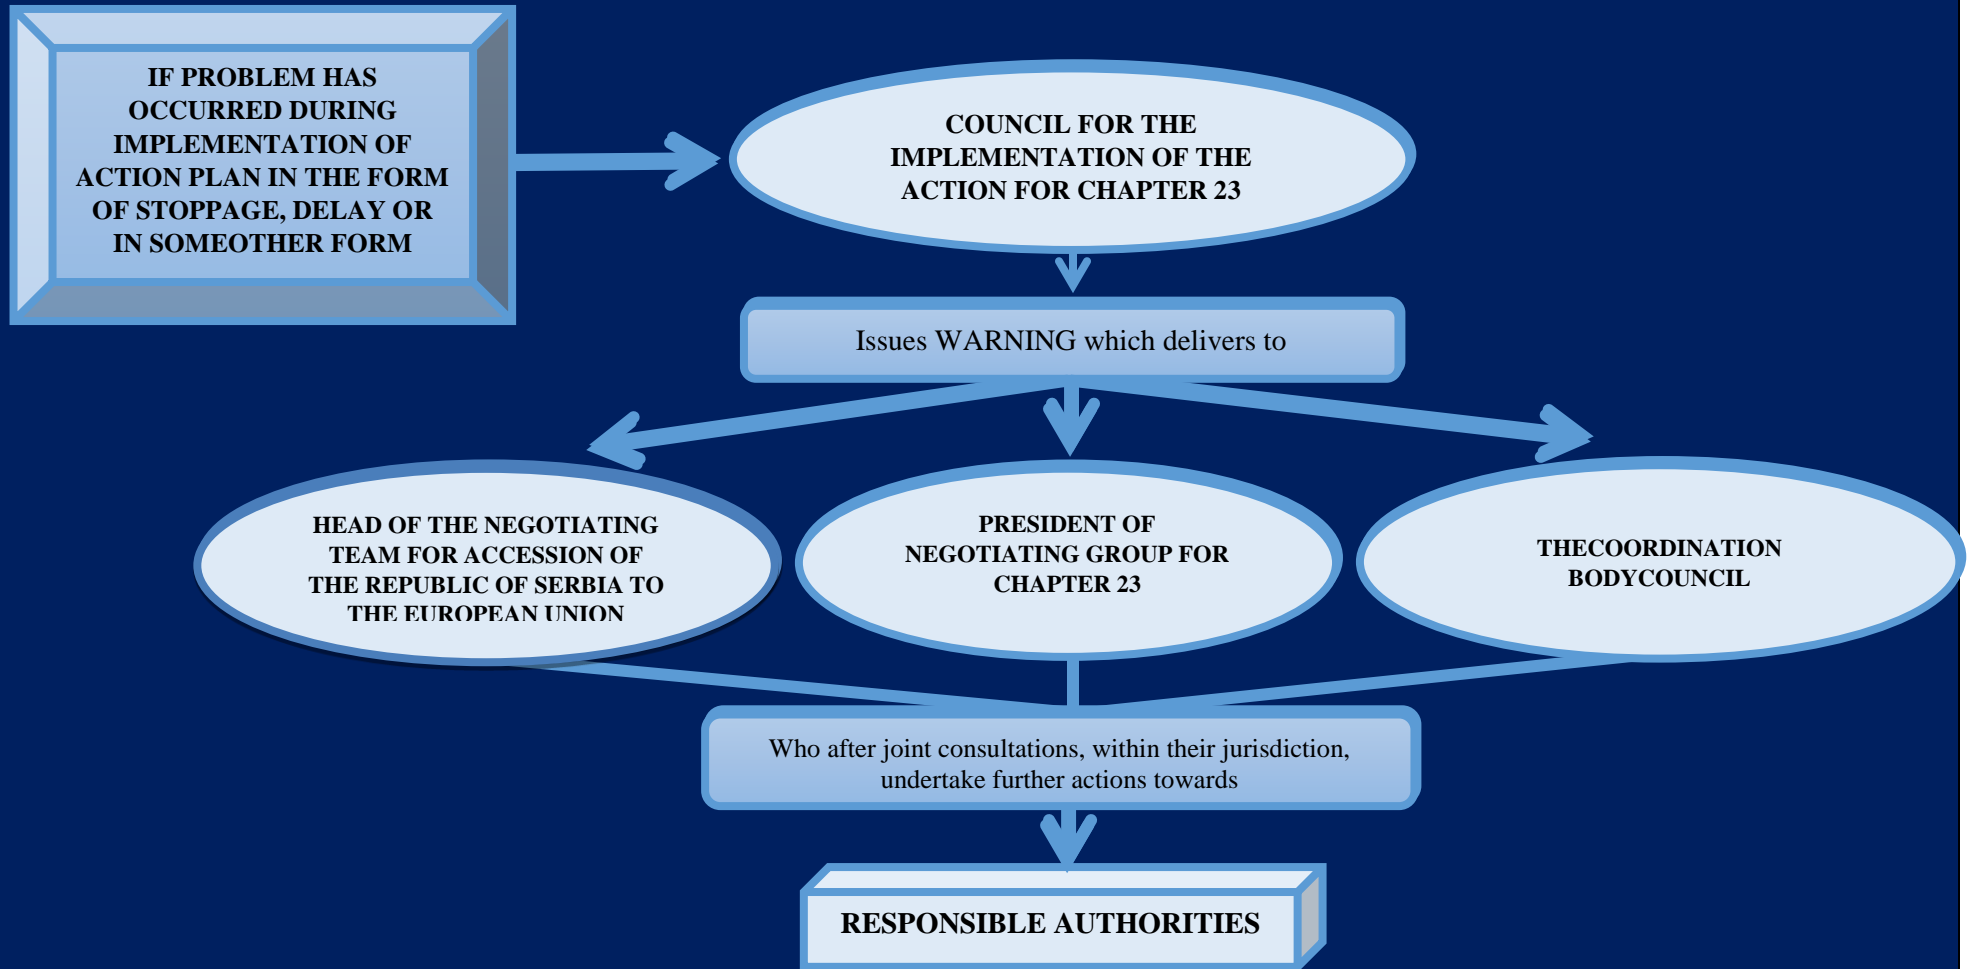 IF PROBLEM HAS
OCCURRED DURING
IMPLEMENTATION OF
ACTION PLAN IN THE FORM
OF STOPPAGE, DELAY OR
IN SOMEOTHER FORM
COUNCIL FOR THE
IMPLEMENTATION OF THE
ACTION FOR CHAPTER 23
Issues WARNING which delivers to
HEAD OF THE NEGOTIATING
TEAM FOR ACCESSION OF
THE REPUBLIC OF SERBIA TO
THE EUROPEAN UNION
PRESIDENT OF
NEGOTIATING GROUP FOR
CHAPTER 23
THECOORDINATION
BODYCOUNCIL
Who after joint consultations, within their jurisdiction,
undertake further actions towards
RESPONSIBLE AUTHORITIES